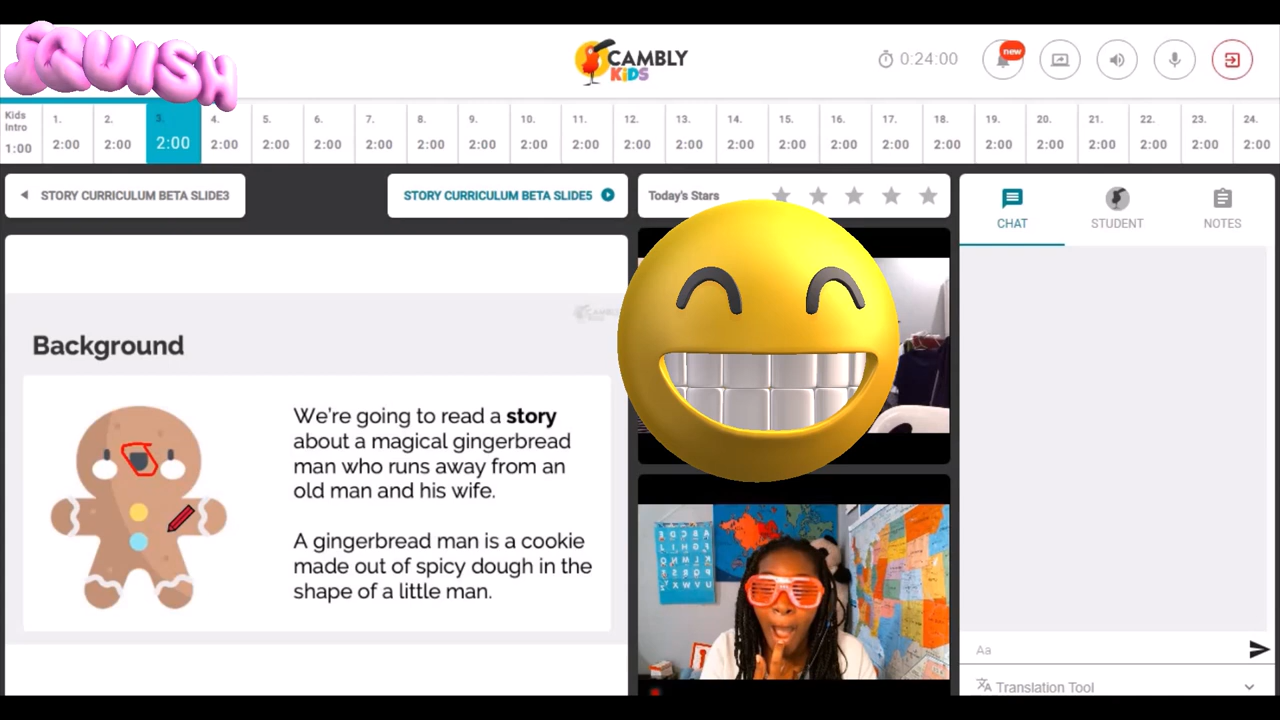 SQUISH
CAMBLY
KIDS
0:24:00
new
Kids
Intro
1:00
1.
2:00
2.
2:00
3.
2:00
4.
2:00
5.
2:00
6.
2:00
7.
2:00
8.
2:00
9.
2:00
10.
2:00
11.
2:00
12.
2:00
13.
2:00
14.
2:00
15.
2:00
16.
2:00
17.
2:00
18.
2:00
19.
2:00
20.
2:00
21.
2:00
22.
2:00
23.
2:00
24.
2:00
STORY CURRICULUM BETA SLIDE3
STORY CURRICULUM BETA SLIDE5
Today's Stars
CHAT
STUDENT
NOTES
Background
We're going to read a story
about a magical gingerbread
man who runs away from an
old man and his wife.
A gingerbread man is a cookie
made out of spicy dough in the
shape of a little man.
Aa
Translation Tool